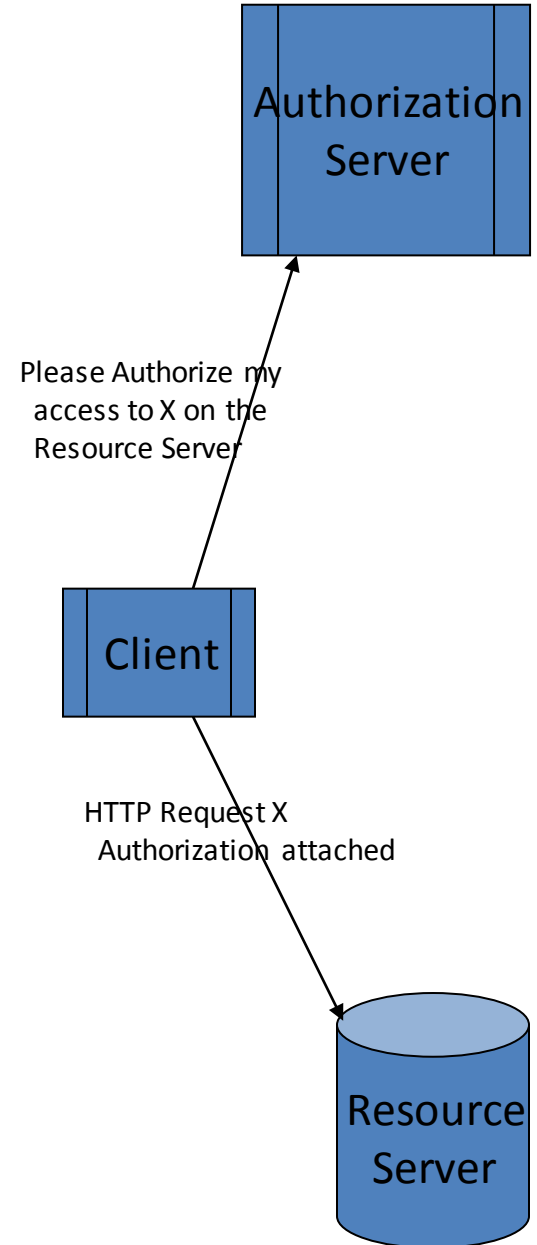 Authorization
Server
Please Authorize my
access to X on the
Resource Server
Client
HTTP Request X
Authorization attached
Resource
Server